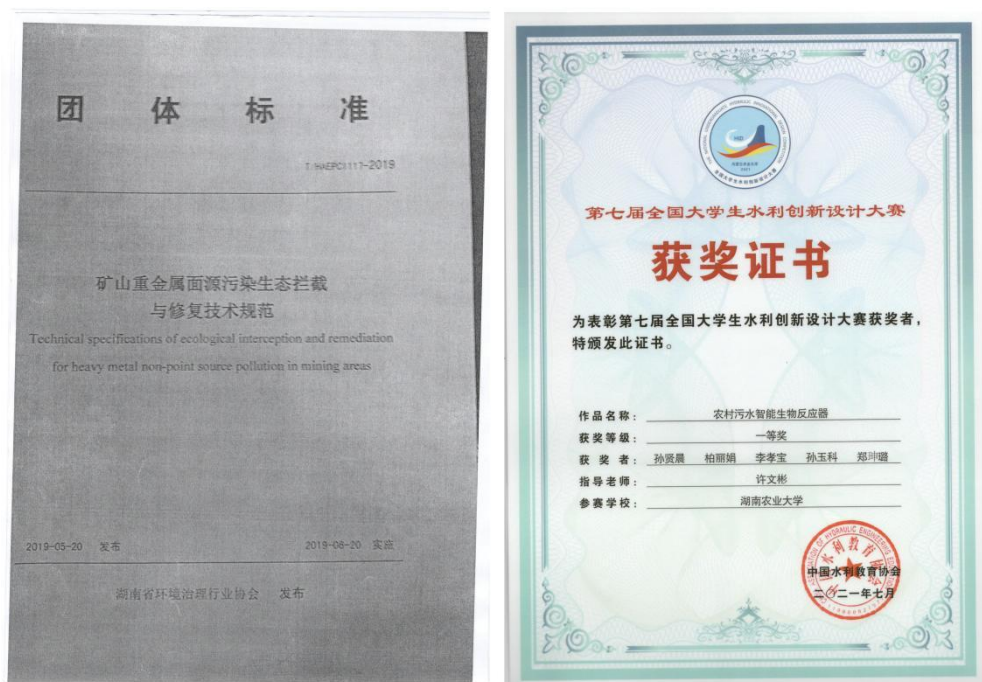 团体标准
T/HAEPCI117-2019
矿山重金属面源污染生态拦截
与修复技术规范
Technical specifications of ecological interception and remediation
for heavy metal non-point source pollution in mining areas
2019-05-20 发布
2019-08-20 实施
湖南省环境治理行业协会 发布
第七届全国大学生水利创新设计大赛
获奖证书
为表彰第七届全国大学生水利创新设计大赛获奖者,
特颁发此证书。
作品名称: 农村污水智能生物反应器
获奖等级: 一等奖
获奖者: 孙贤晨 柏丽娟 李孝宝 孙玉科 郑翀璐
指导老师: 许文彬
参赛学校: 湖南农业大学
中国水利教育协会
二〇二一年七月